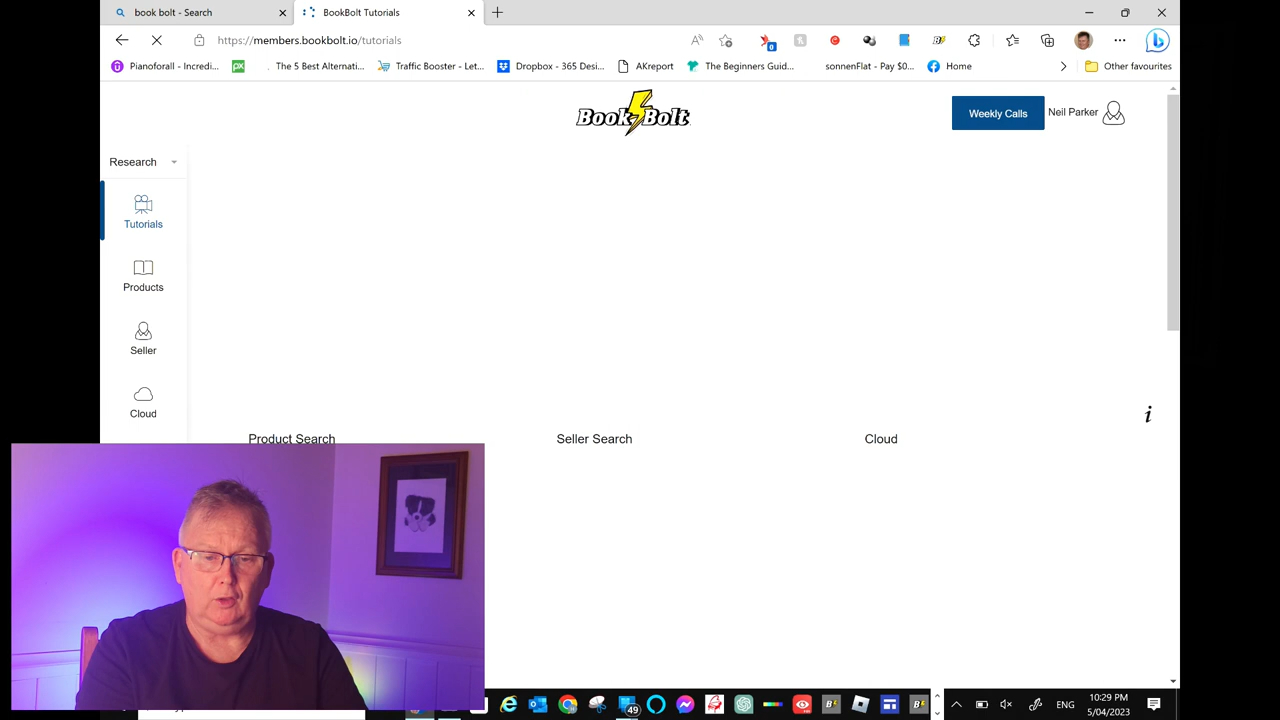 book bolt - Search
BookBolt Tutorials
https://members.bookbolt.io/tutorials
0
Pianoforall - Incredi...
The 5 Best Alternati...
Traffic Booster - Let...
Dropbox - 365 Desi...
AKreport
The Beginners Guid...
sonnenFlat - Pay $0...
Home
Other favourites
Book Bolt
Weekly Calls
Neil Parker
Research
Tutorials
Products
Seller
Cloud
i
Product Search
Seller Search
Cloud
49
ENG
10:29 PM
5/04/2023